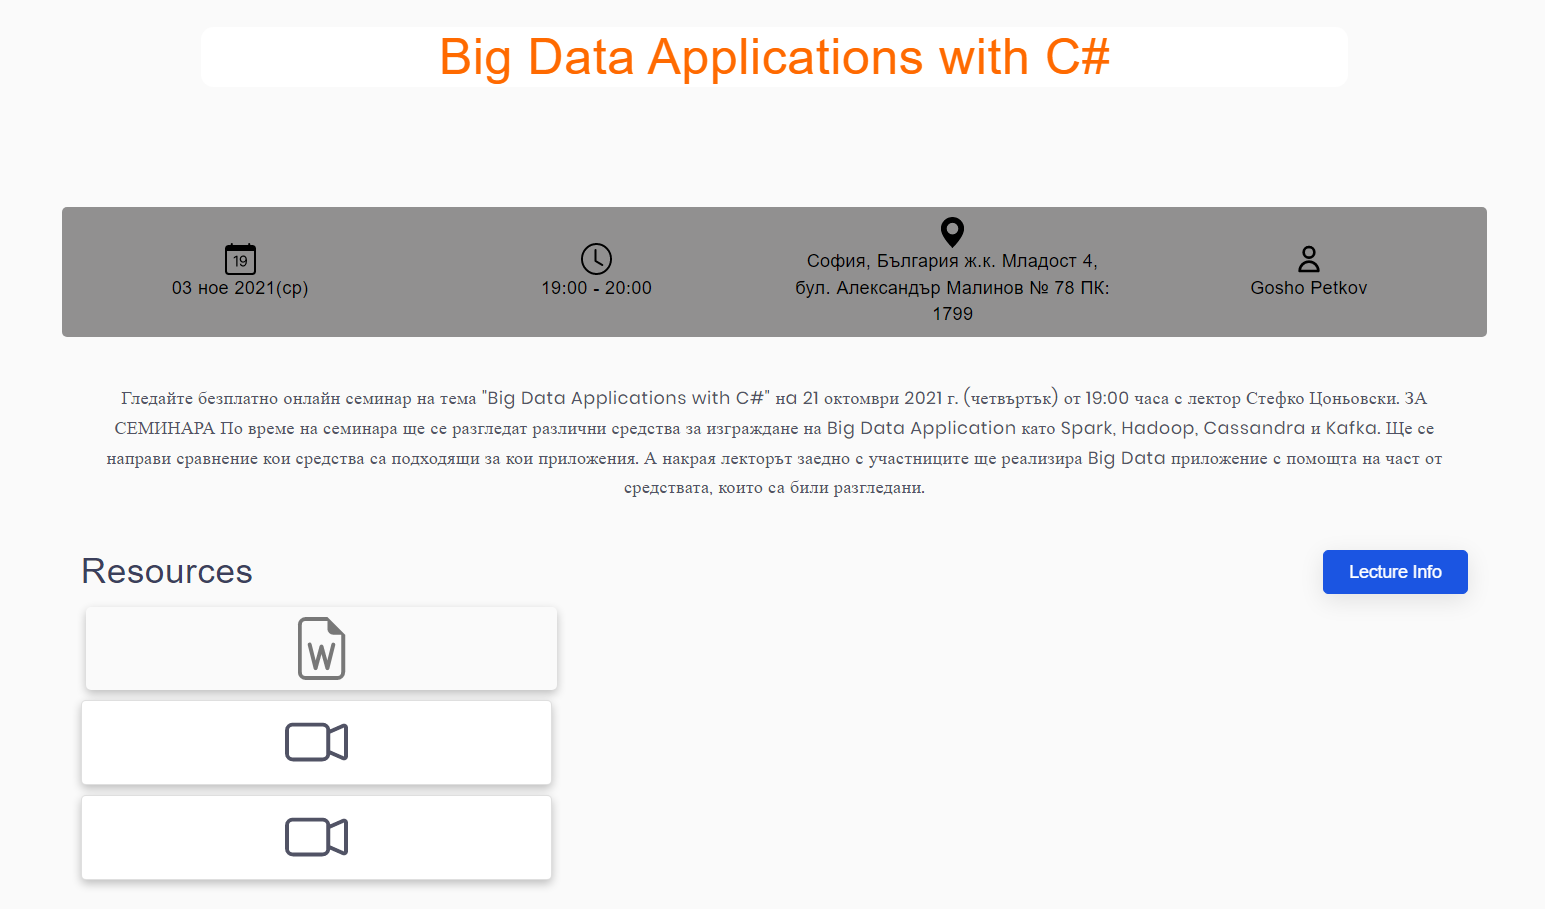 Big Data Applications with C#
19
03 ное 2021(ср)
19:00 - 20:00
София, България ж.к. Младост 4,
бул. Александър Малинов № 78 ПК:
1799
Gosho Petkov
Гледайте безплатно онлайн семинар на тема "Big Data Applications with C#" на 21 октомври 2021 г. (четвъртък) от 19:00 часа с лектор Стефко Цоньовски. ЗА
СЕМИНАРА По време на семинара ще се разгледат различни средства за изграждане на Big Data Application като Spark, Hadoop, Cassandra и Kafka. Ще се
направи сравнение кои средства са подходящи за кои приложения. А накрая лекторът заедно с участниците ще реализира Big Data приложение с помощта на част от
средствата, които са били разгледани.
Resources
Lecture Info
W